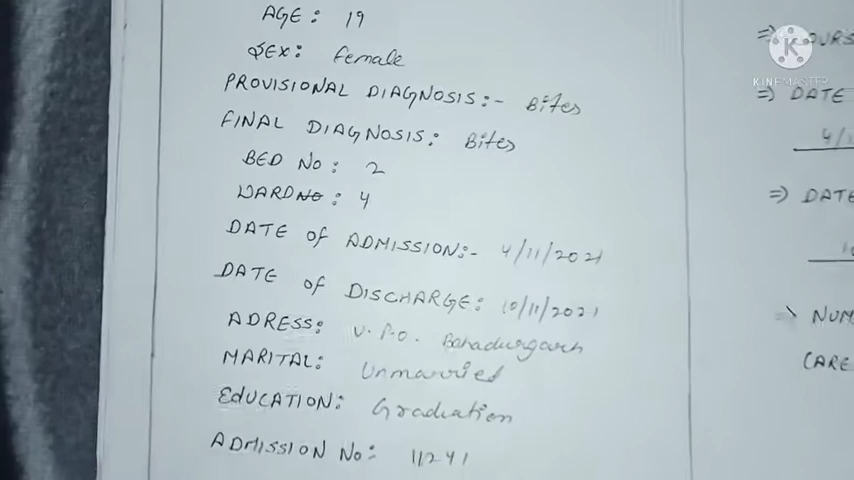 AGE: 19
SEX: Female
PROVISIONAL DIAGNOSIS:- Bites
FINAL DIAGNOSIS: Bites
BED No: 2
WARD NO: 4
DATE of ADMISSION:- 4/11/2021
DATE of DISCHARGE: 10/11/2021
ADRESS: V.P.O. Bahadurgarh
MARITAL: Unmarried
EDUCATION: Graduation
ADMISSION No: 11241
KINEMASTER
=> DATE
=> DATE
CARE